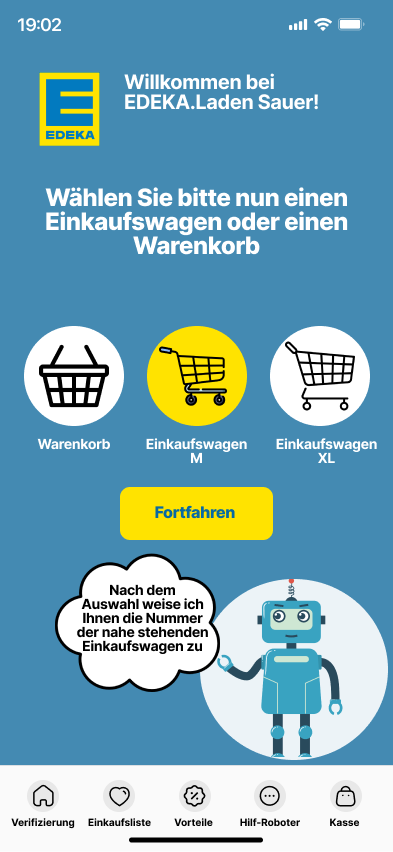 19:02
EDEKA
Willkommen bei
EDEKA.Laden Sauer!
Wählen Sie bitte nun einen
Einkaufswagen oder einen
Warenkorb
Warenkorb
Einkaufswagen
M
Einkaufswagen
XL
Fortfahren
Nach dem
Auswahl weise ich
Ihnen die Nummer
der nahe stehenden
Einkaufswagen zu
Verifizierung
Einkaufsliste
Vorteile
Hilf-Roboter
Kasse